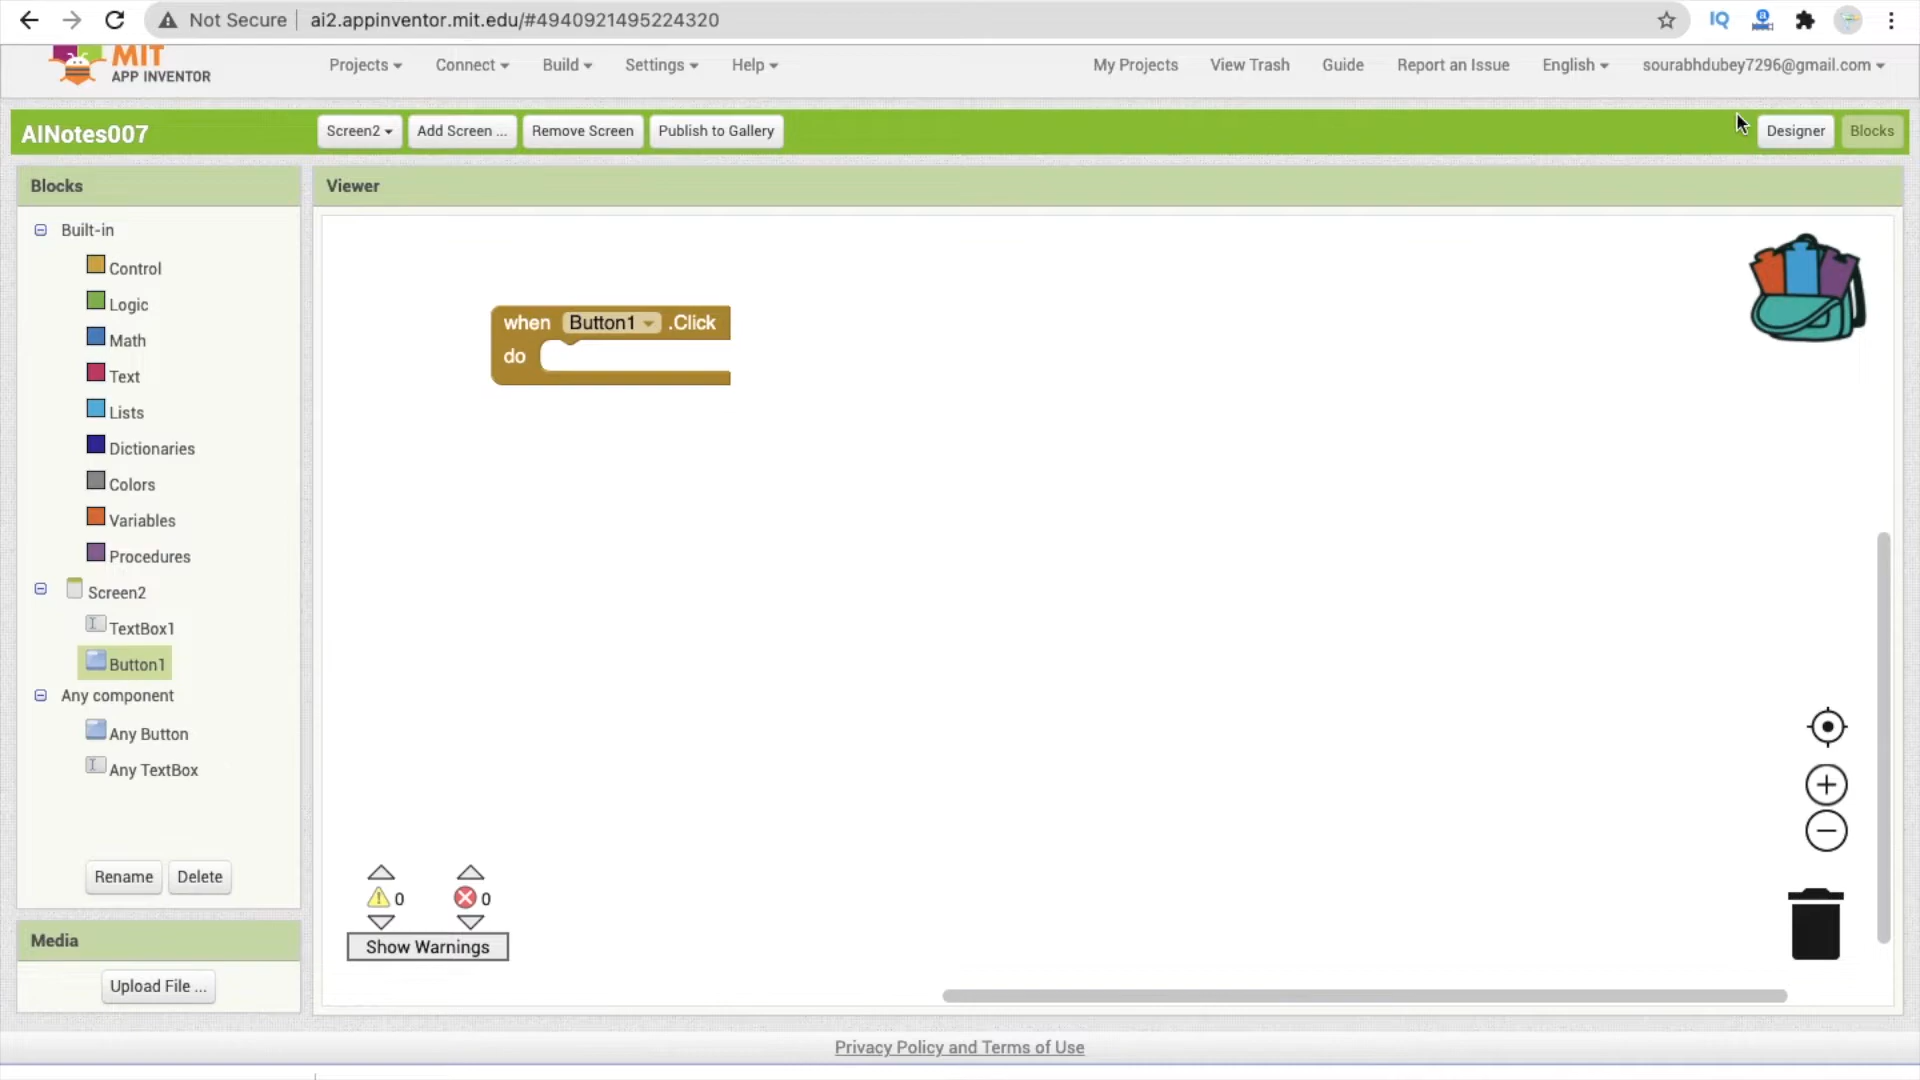 Not Secure
ai2.appinventor.mit.edu/#4940921495224320
IQ
MIT
APP INVENTOR
Projects
Connect
Build
Settings
Help
My Projects
View Trash
Guide
Report an Issue
English
sourabhdubey7296@gmail.com
AINotes007
Screen2
Add Screen ...
Remove Screen
Publish to Gallery
Designer
Blocks
Blocks
Viewer
Built-in
Control
Logic
Math
Text
Lists
Dictionaries
Colors
Variables
Procedures
Screen2
TextBox1
Button1
Any component
Any Button
Any TextBox
Rename
Delete
Media
Upload File ...
when Button1 .Click
do
0
0
Show Warnings
Privacy Policy and Terms of Use